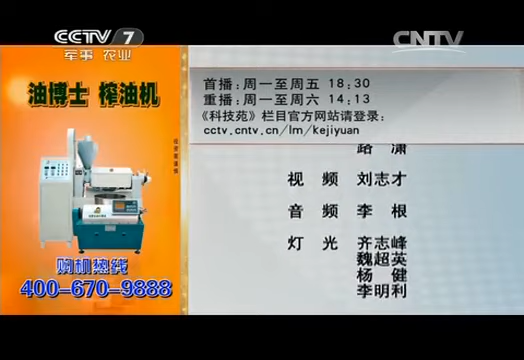 CCTV 7
军事 农业
CNTV
油博士 榨油机
购机热线
400-670-9888
首播:周一至周五 18:30
重播:周一至周六 14:13
《科技苑》栏目官方网站请登录:
cctv.cntv.cn/lm/kejiyuan
路 潇
视 频 刘志才
音 频 李 根
灯 光 齐志峰
魏超英
杨 健
李明利